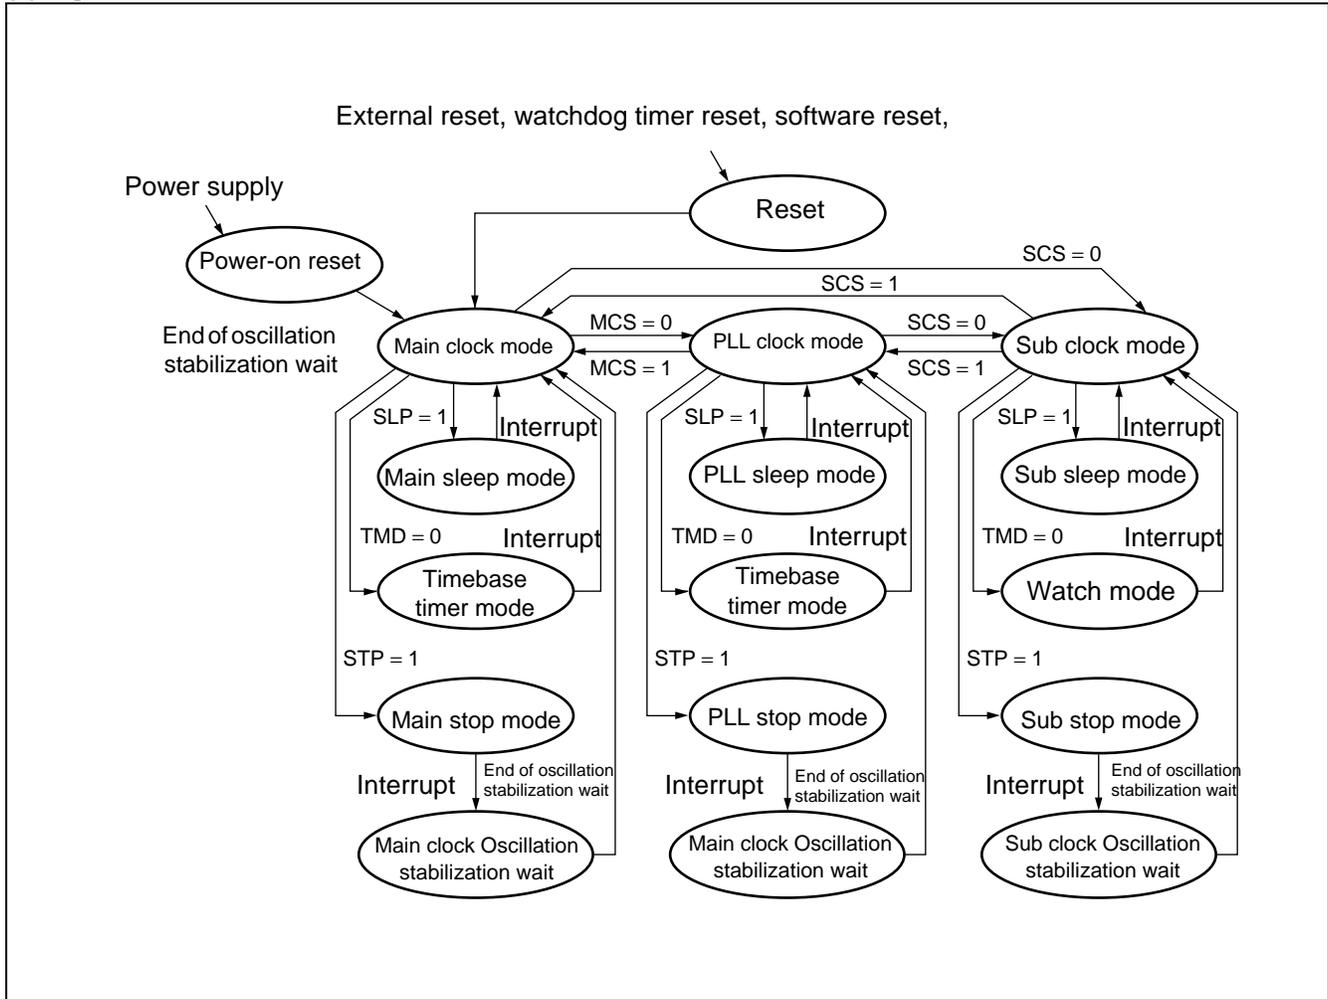 External reset, watchdog timer reset, software reset,
Power supply
Reset
Power-on reset
SCS = 0
SCS = 1
End of oscillation
stabilization wait
Main clock mode
MCS = 0
MCS = 1
PLL clock mode
SCS = 0
SCS = 1
Sub clock mode
SLP = 1
Interrupt
SLP = 1
Interrupt
SLP = 1
Interrupt
Main sleep mode
PLL sleep mode
Sub sleep mode
TMD = 0
Interrupt
TMD = 0
Interrupt
TMD = 0
Interrupt
Timebase
timer mode
Timebase
timer mode
Watch mode
STP = 1
STP = 1
STP = 1
Main stop mode
PLL stop mode
Sub stop mode
Interrupt
End of oscillation
stabilization wait
Interrupt
End of oscillation
stabilization wait
Interrupt
End of oscillation
stabilization wait
Main clock Oscillation
stabilization wait
Main clock Oscillation
stabilization wait
Sub clock Oscillation
stabilization wait